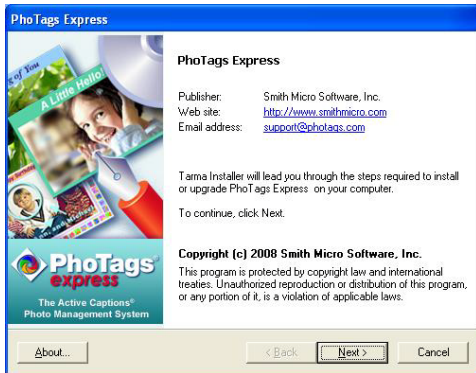 PhoTags Express
g of You
A Little Hello!
PhoTags Express
Publisher: Smith Micro Software, Inc.
Web site: http://www.smithmicro.com
Email address: support@photags.com
Tarma Installer will lead you through the steps required to install
or upgrade PhoTags Express on your computer.
To continue, click Next.
PhoTags®
express
The Active Captions®
Photo Management System
Copyright (c) 2008 Smith Micro Software, Inc.
This program is protected by copyright law and international
treaties. Unauthorized reproduction or distribution of this program,
or any portion of it, is a violation of applicable laws.
About...
< Back
Next >
Cancel